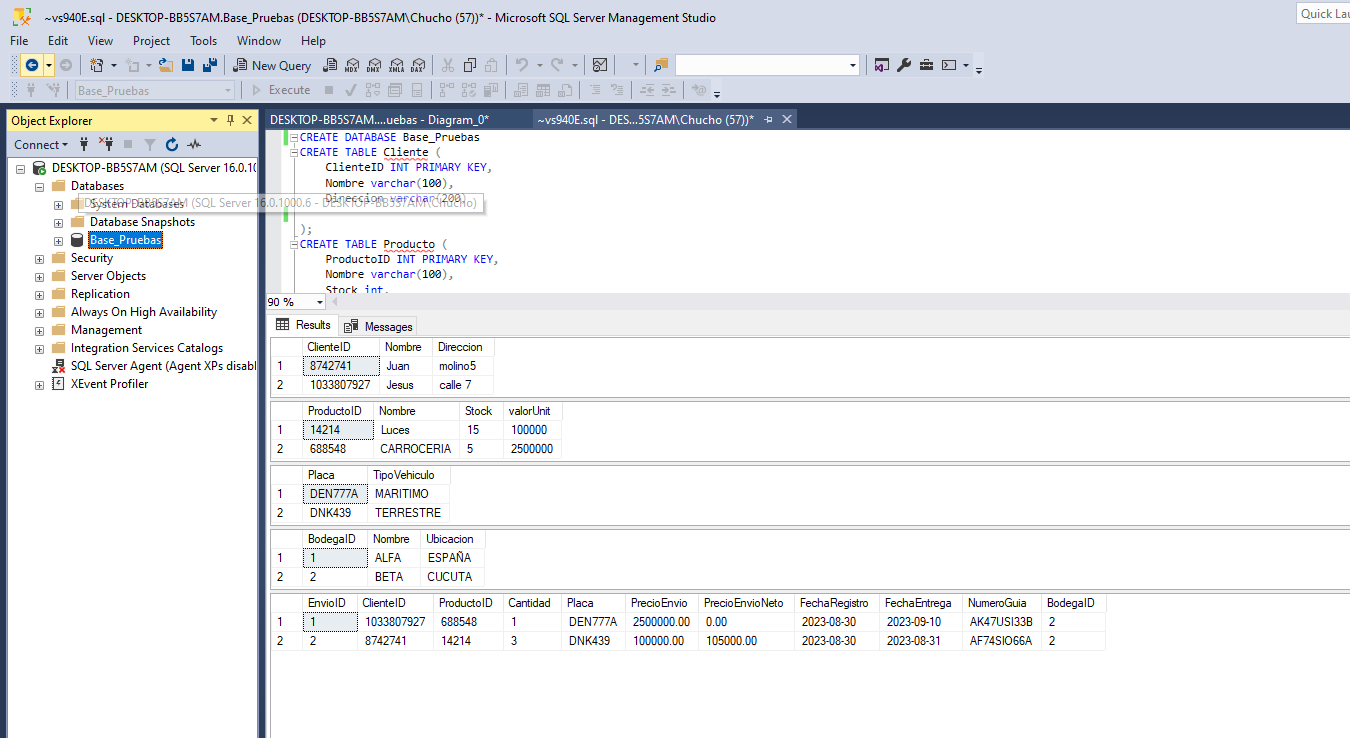 ~vs940E.sql - DESKTOP-BB5S7AM.Base_Pruebas (DESKTOP-BB5S7AM\Chucho (57))* - Microsoft SQL Server Management Studio
Quick Lau
File Edit View Project Tools Window Help
New Query
MDX DMX XMLA DAX
Base_Pruebas
Execute
Object Explorer
DESKTOP-BB5S7AM....uebas - Diagram_0*
~vs940E.sql - DES...5S7AM\Chucho (57))*
Connect
DESKTOP-BB5S7AM (SQL Server 16.0.10
Databases
System Databases
DESKTOP-BB5S7AM (SQL Server 16.0.1000.6 - DESKTOP-BB5S7AM\Chucho)
Database Snapshots
Base_Pruebas
Security
Server Objects
Replication
Always On High Availability
Management
Integration Services Catalogs
SQL Server Agent (Agent XPs disabl
XEvent Profiler
CREATE DATABASE Base_Pruebas
CREATE TABLE Cliente (
ClienteID INT PRIMARY KEY,
Nombre varchar(100),
Direccion varchar(200)
);
CREATE TABLE Producto (
ProductoID INT PRIMARY KEY,
Nombre varchar(100),
Stock int,
90 %
Results Messages
ClienteID Nombre Direccion
1 8742741 Juan molino5
2 1033807927 Jesus calle 7
ProductoID Nombre Stock valorUnit
1 14214 Luces 15 100000
2 688548 CARROCERIA 5 2500000
Placa TipoVehiculo
1 DEN777A MARITIMO
2 DNK439 TERRESTRE
BodegaID Nombre Ubicacion
1 1 ALFA ESPAÑA
2 2 BETA CUCUTA
EnvioID ClienteID ProductoID Cantidad Placa PrecioEnvio PrecioEnvioNeto FechaRegistro FechaEntrega NumeroGuia BodegaID
1 1 1033807927 688548 1 DEN777A 2500000.00 0.00 2023-08-30 2023-09-10 AK47USI33B 2
2 2 8742741 14214 3 DNK439 100000.00 105000.00 2023-08-30 2023-08-31 AF74SIO66A 2